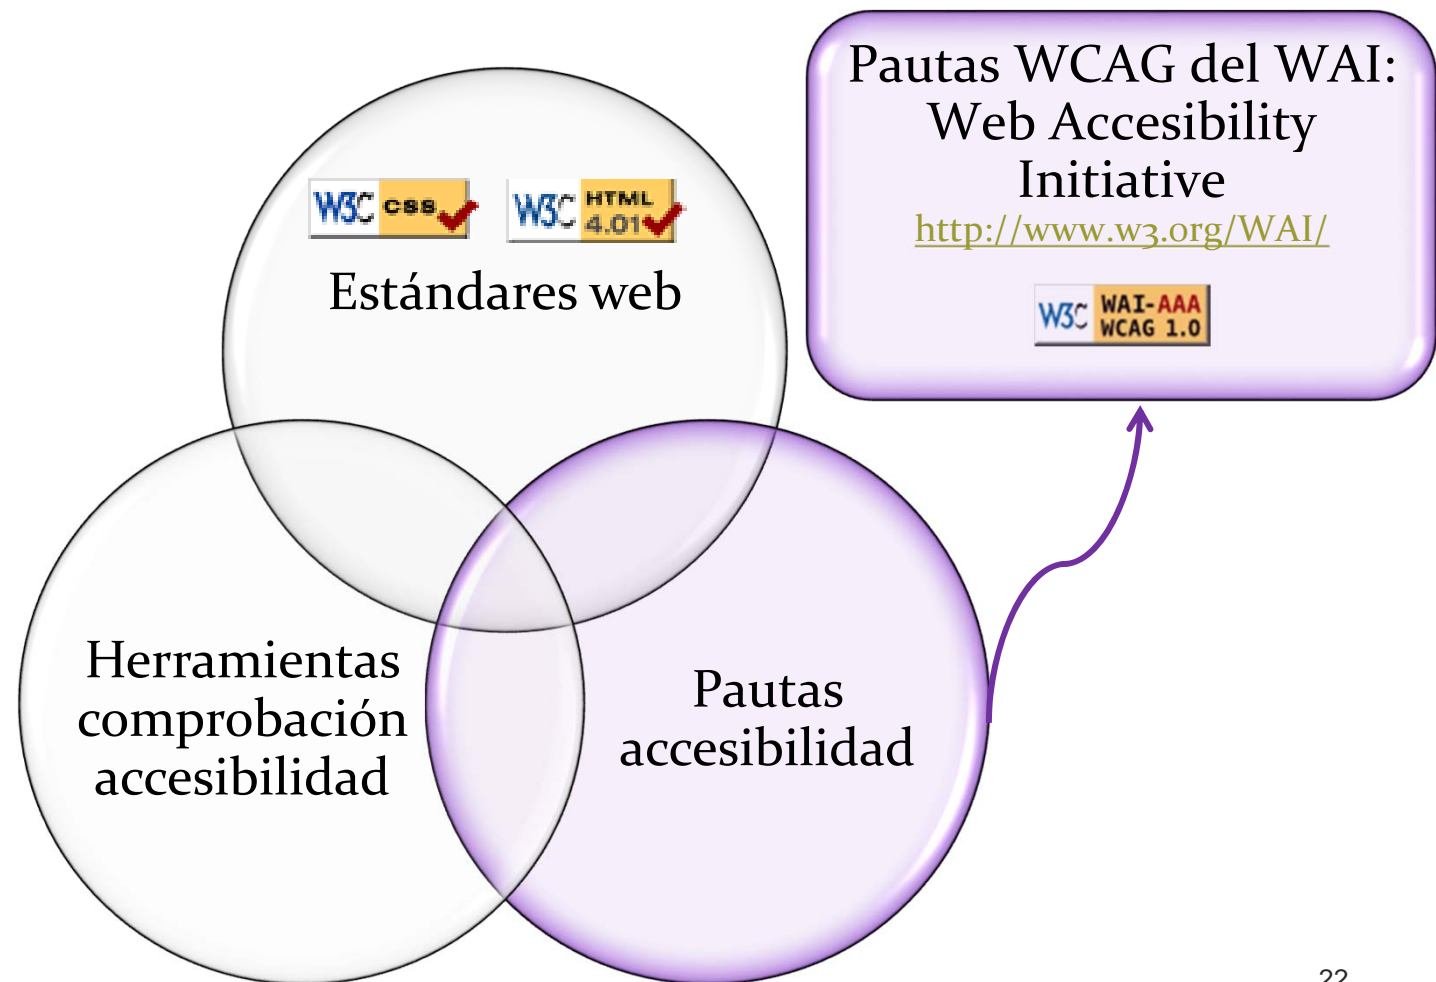 Pautas WCAG del WAI:
Web Accesibility
Initiative
http://www.w3.org/WAI/
W3C WAI-AAA
WCAG 1.0
W3C CSS
W3C HTML
4.01
Estándares web
Herramientas
comprobación
accesibilidad
Pautas
accesibilidad
22